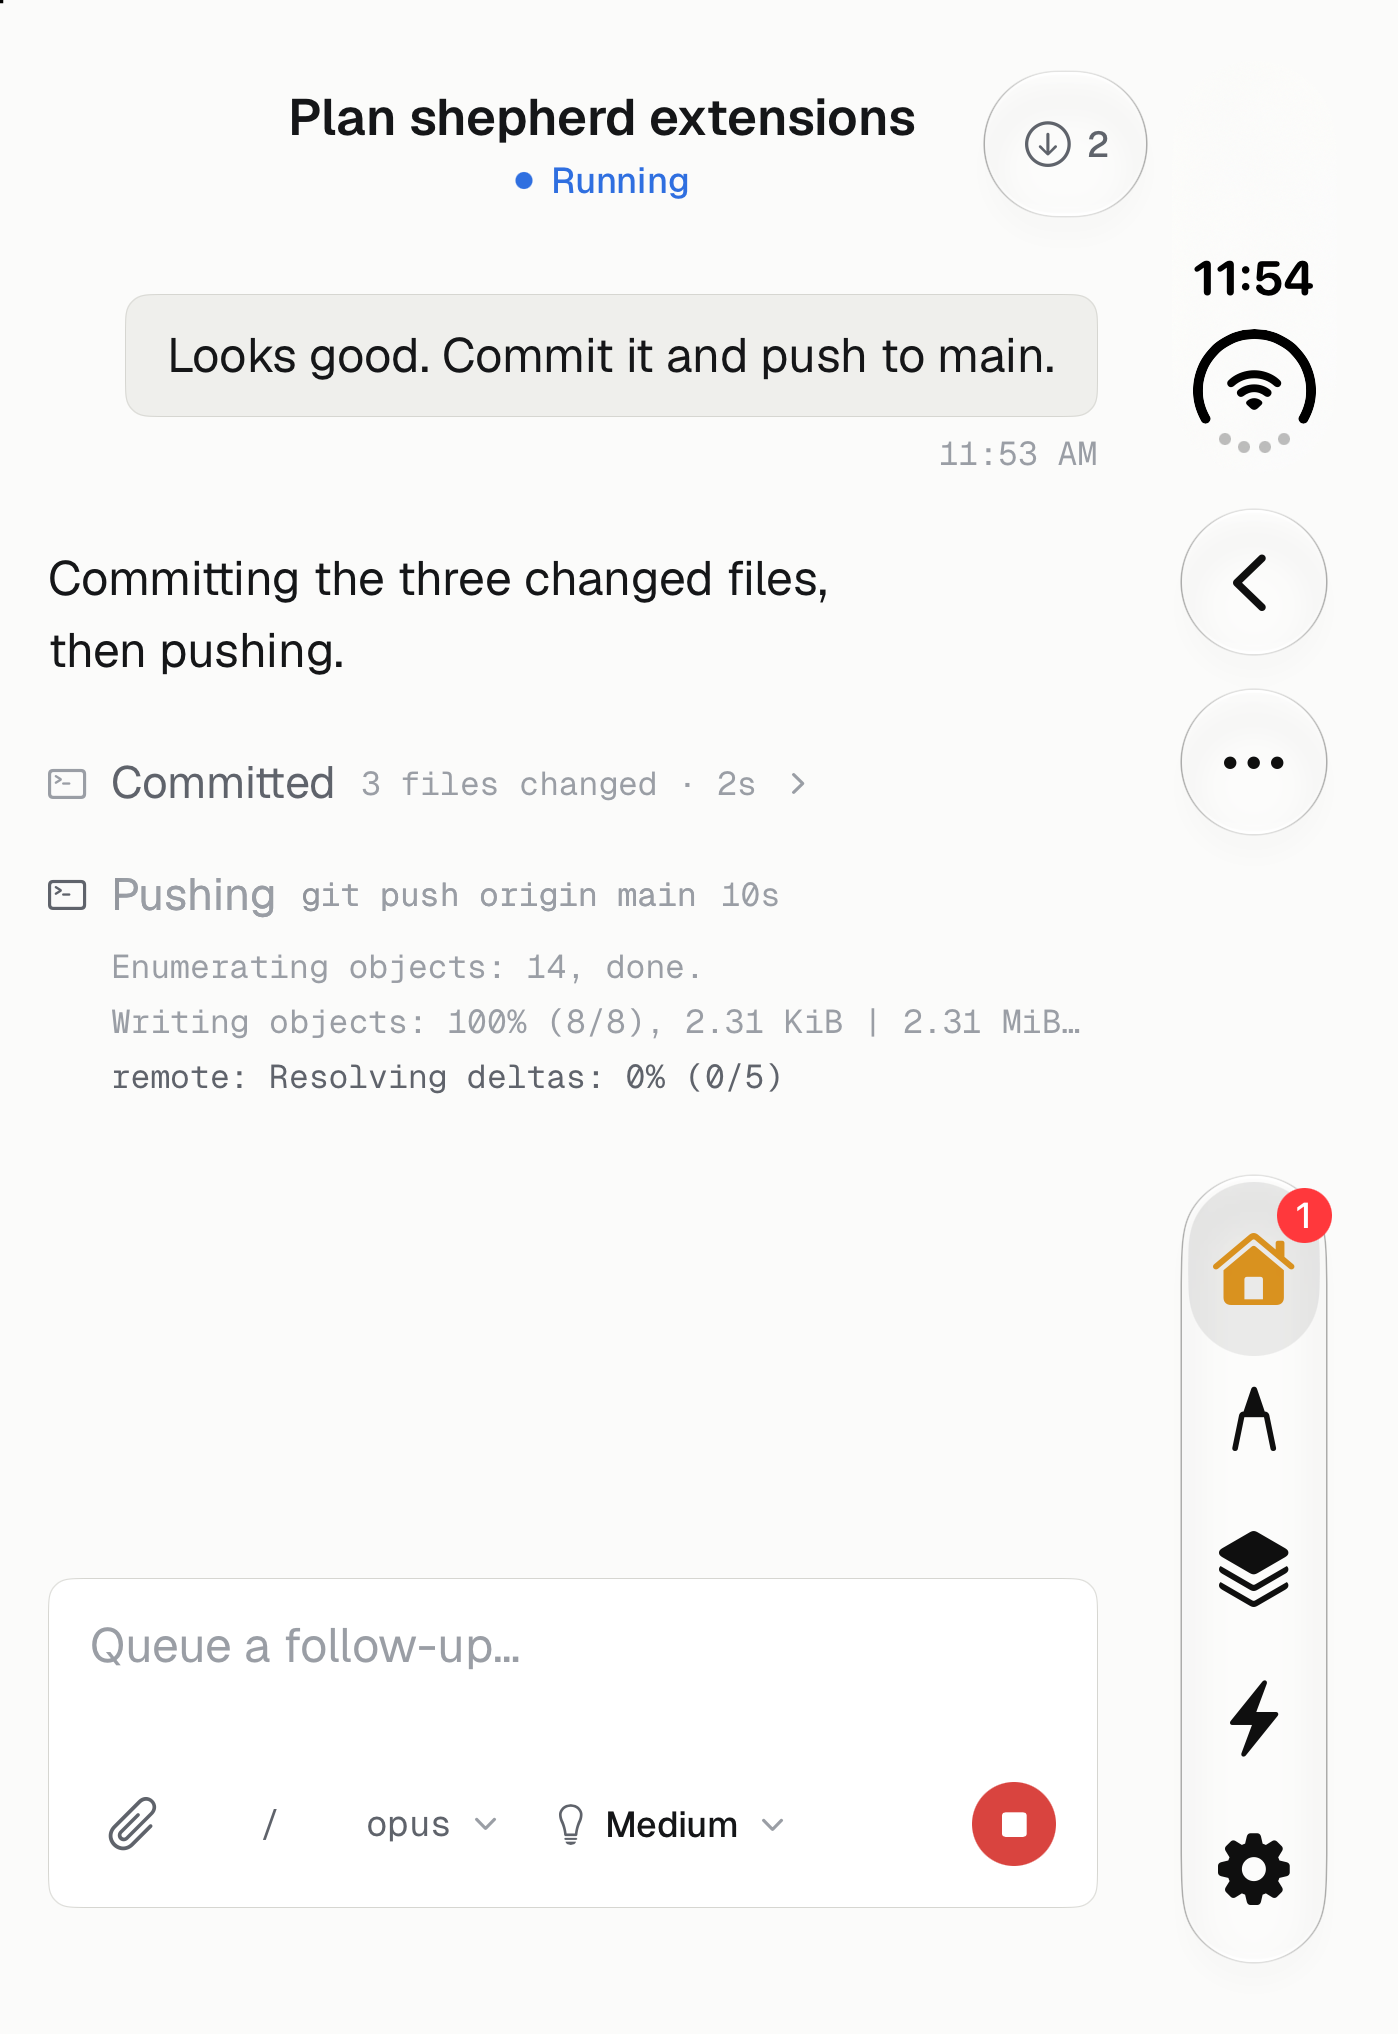 Plan shepherd extensions
Running
2
11:54
Looks good. Commit it and push to main.
11:53 AM
Committing the three changed files,
then pushing.
Committed 3 files changed · 2s
Pushing git push origin main 10s
Enumerating objects: 14, done.
Writing objects: 100% (8/8), 2.31 KiB | 2.31 MiB…
remote: Resolving deltas: 0% (0/5)
1
Queue a follow-up…
/ opus Medium